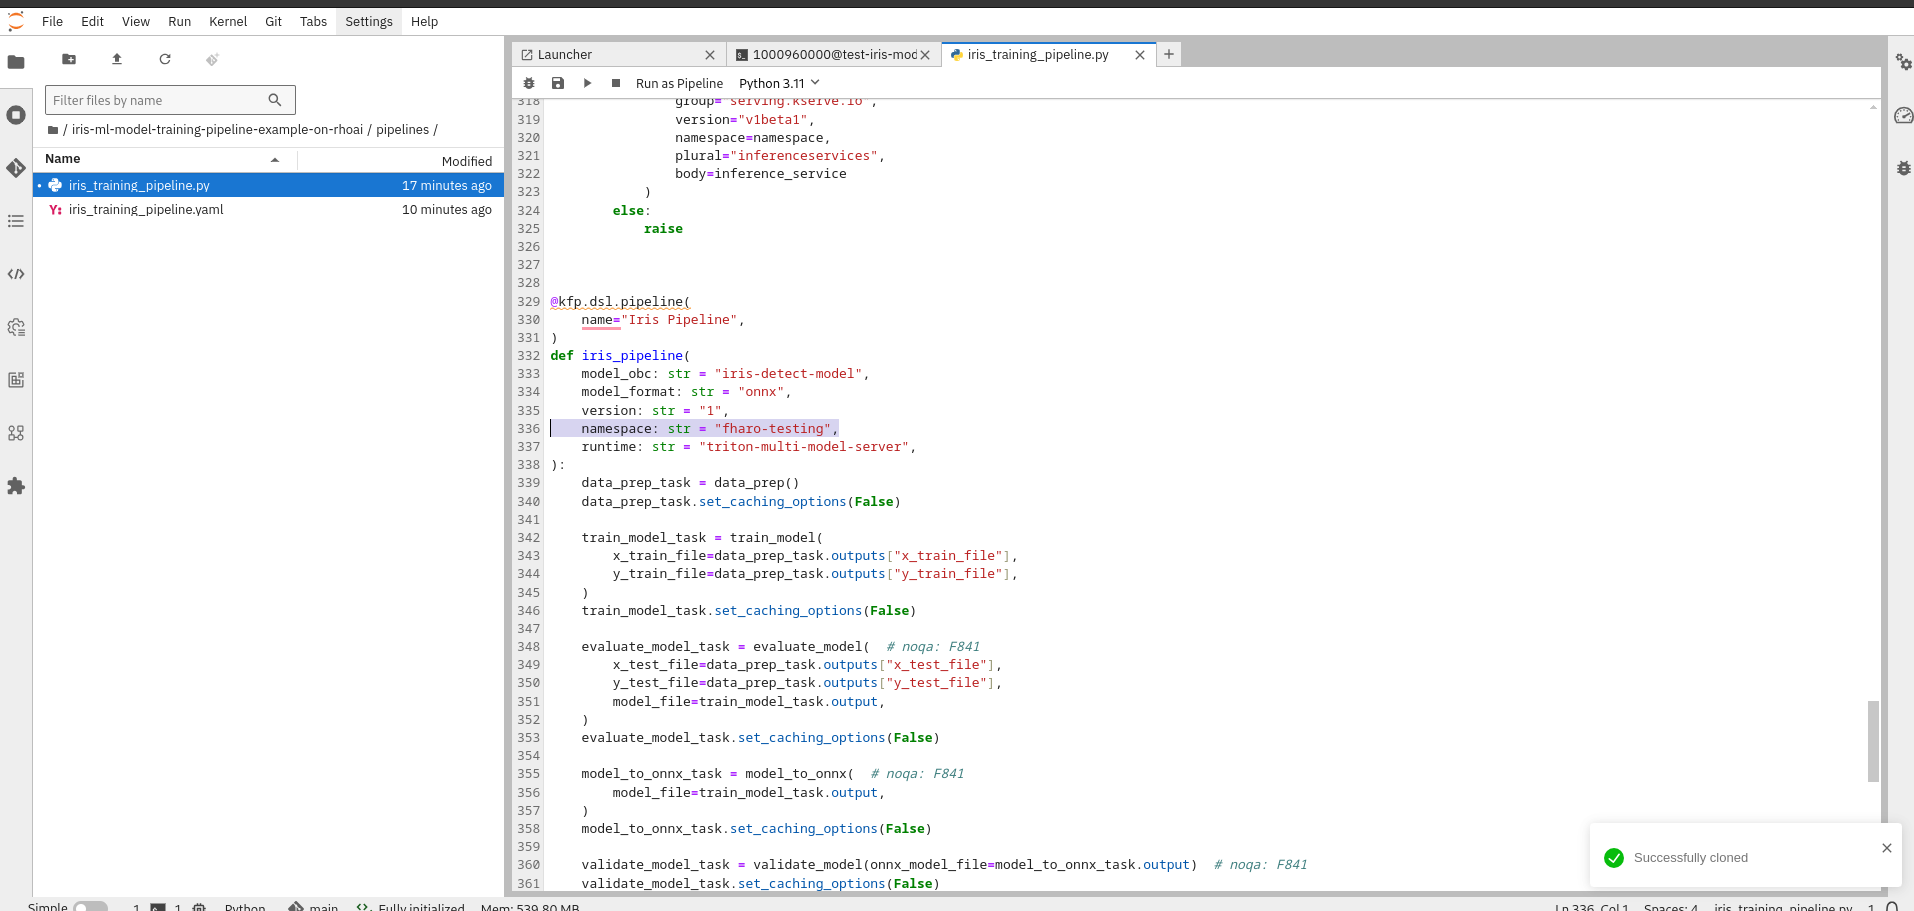 File Edit View Run Kernel Git Tabs Settings Help
Filter files by name
/ iris-ml-model-training-pipeline-example-on-rhoai / pipelines /
Name Modified
iris_training_pipeline.py 17 minutes ago
Y: iris_training_pipeline.yaml 10 minutes ago
Launcher 1000960000@test-iris-mod iris_training_pipeline.py
Run as Pipeline Python 3.11
318 group="serving.kserve.io",
319 version="v1beta1",
320 namespace=namespace,
321 plural="inferenceservices",
322 body=inference_service
323 )
324 else:
325 raise
326
327
328
329 @kfp.dsl.pipeline(
330 name="Iris Pipeline",
331 )
332 def iris_pipeline(
333 model_obc: str = "iris-detect-model",
334 model_format: str = "onnx",
335 version: str = "1",
336 namespace: str = "fharo-testing",
337 runtime: str = "triton-multi-model-server",
338 ):
339 data_prep_task = data_prep()
340 data_prep_task.set_caching_options(False)
341
342 train_model_task = train_model(
343 x_train_file=data_prep_task.outputs["x_train_file"],
344 y_train_file=data_prep_task.outputs["y_train_file"],
345 )
346 train_model_task.set_caching_options(False)
347
348 evaluate_model_task = evaluate_model( # noqa: F841
349 x_test_file=data_prep_task.outputs["x_test_file"],
350 y_test_file=data_prep_task.outputs["y_test_file"],
351 model_file=train_model_task.output,
352 )
353 evaluate_model_task.set_caching_options(False)
354
355 model_to_onnx_task = model_to_onnx( # noqa: F841
356 model_file=train_model_task.output,
357 )
358 model_to_onnx_task.set_caching_options(False)
359
360 validate_model_task = validate_model(onnx_model_file=model_to_onnx_task.output) # noqa: F841
361 validate_model_task.set_caching_options(False)
Successfully cloned
Simple 1 1 Python main Fully initialized Mem: 539.80 MB Ln 336, Col 1 Spaces: 4 iris_training_pipeline.py 1